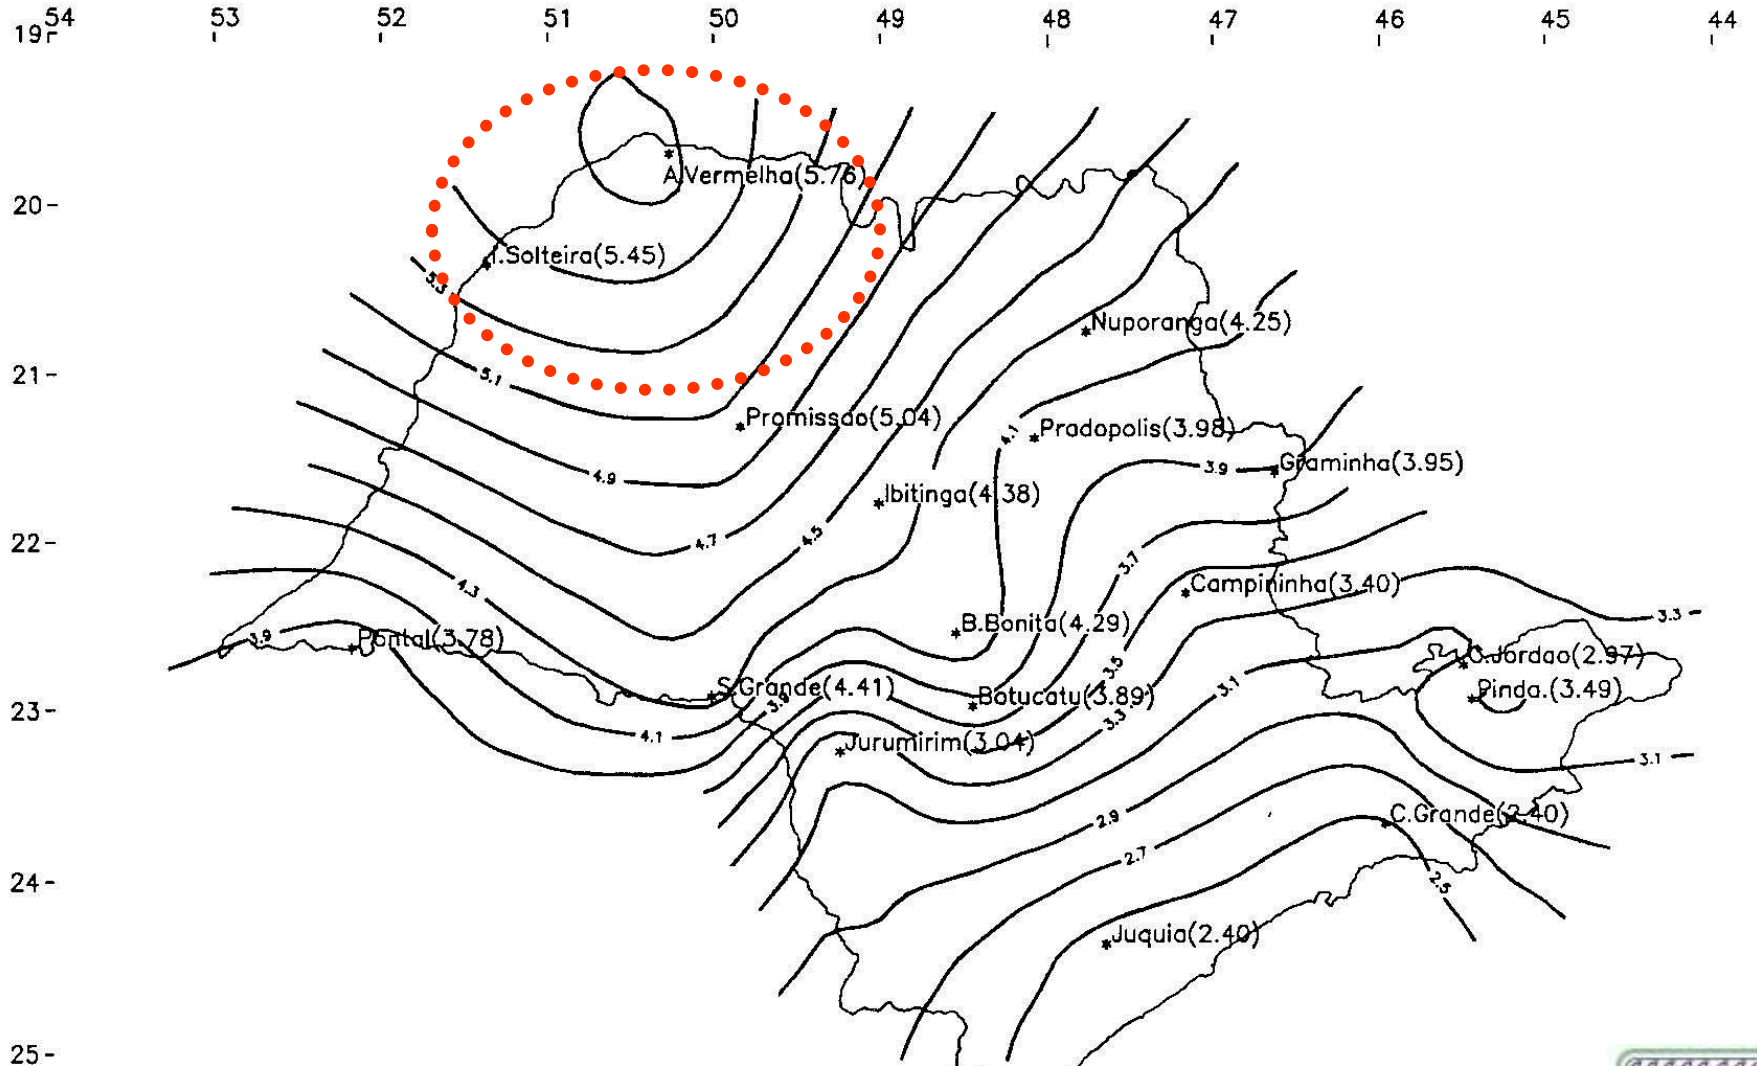 54 53 52 51 50 49 48 47 46 45 44
19
A.Vermelha(5.76)
20-
I.Solteira(5.45)
5.3
Nuporanga(4.25)
21-
5.1
Promissao(5.04)
4.1
Pradopolis(3.98)
3.9
Graminha(3.95)
4.9
Ibitinga(4.38)
22-
4.7
4.5
3.7
4.3
Campininha(3.40)
3.3
3.9
Pontal(3.78)
B.Bonita(4.29)
C.Jordao(2.97)
3.5
S.Grande(4.41)
3.1
Pinda.(3.49)
23-
3.9
Botucatu(3.89)
3.3
4.1
Jurumirim(3.04)
3.1
2.9
C.Grande(2.40)
2.7
24-
2.5
Juquia(2.40)
25-